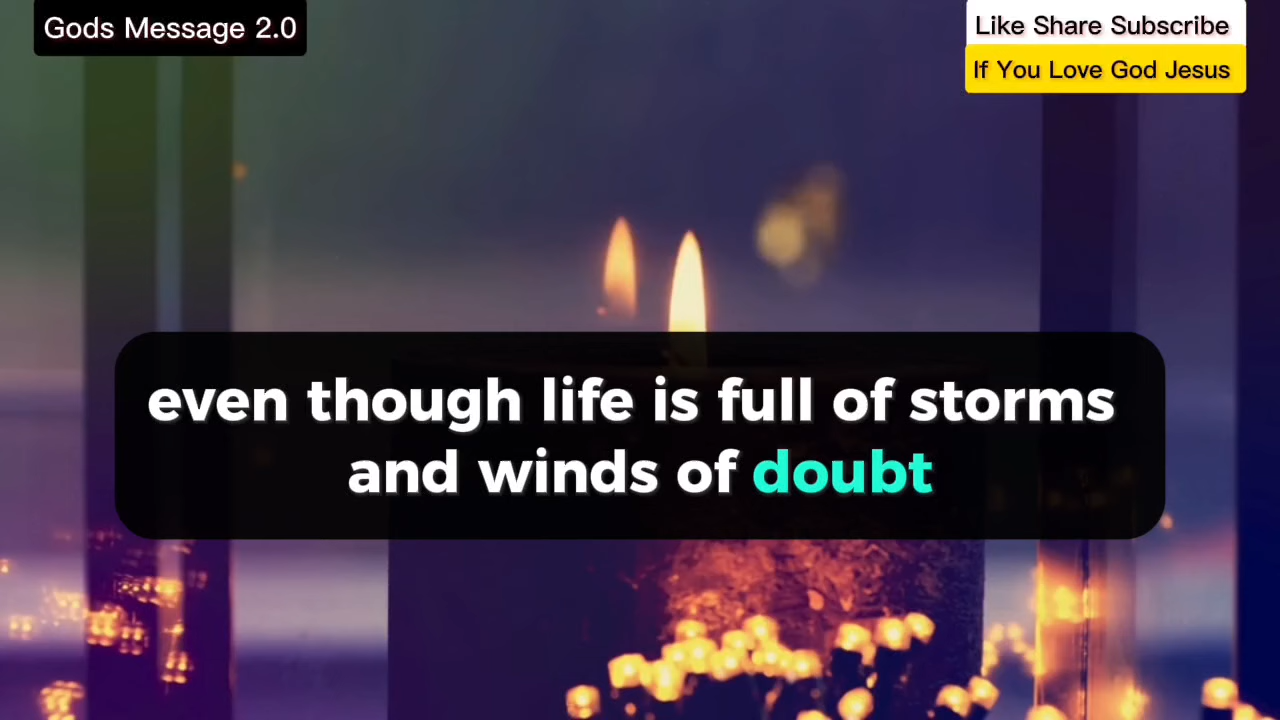 Gods Message 2.0
Like Share Subscribe
If You Love God Jesus
even though life is full of storms
and winds of doubt